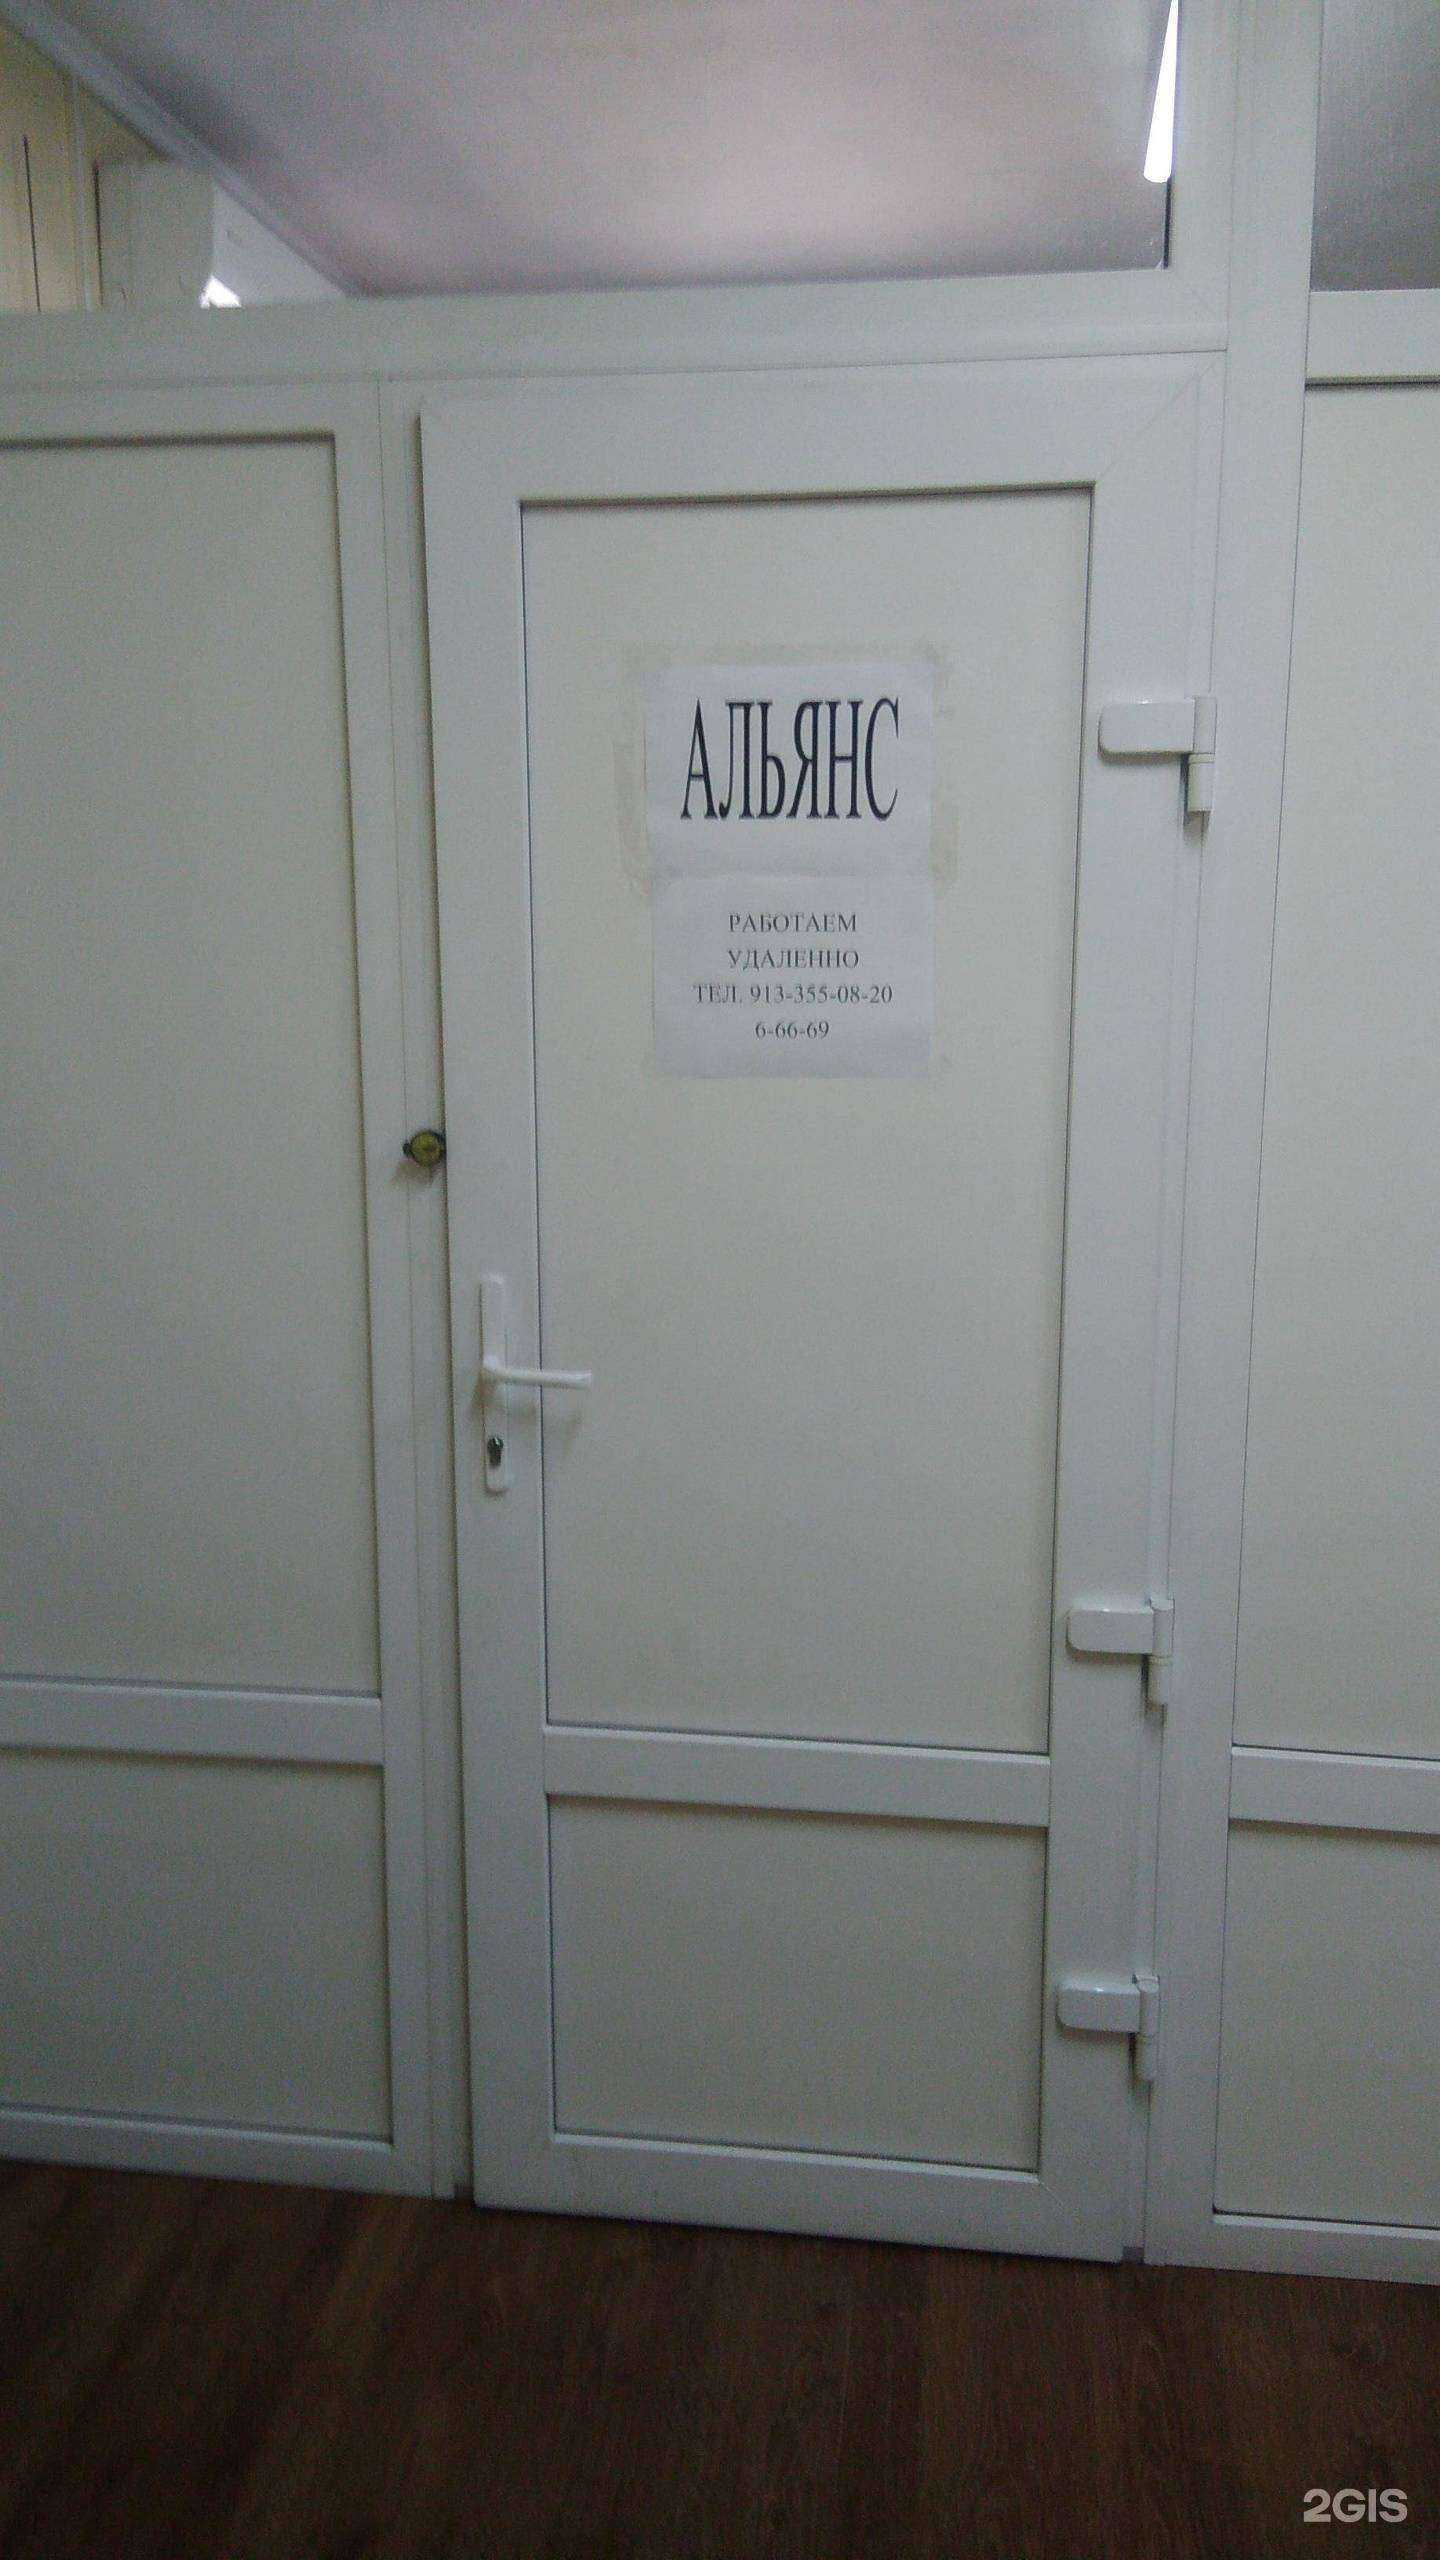 АЛЬЯНС
РАБОТАЕМ
УДАЛЕННО
ТЕЛ. 913-355-08-20
6-66-69
2GIS